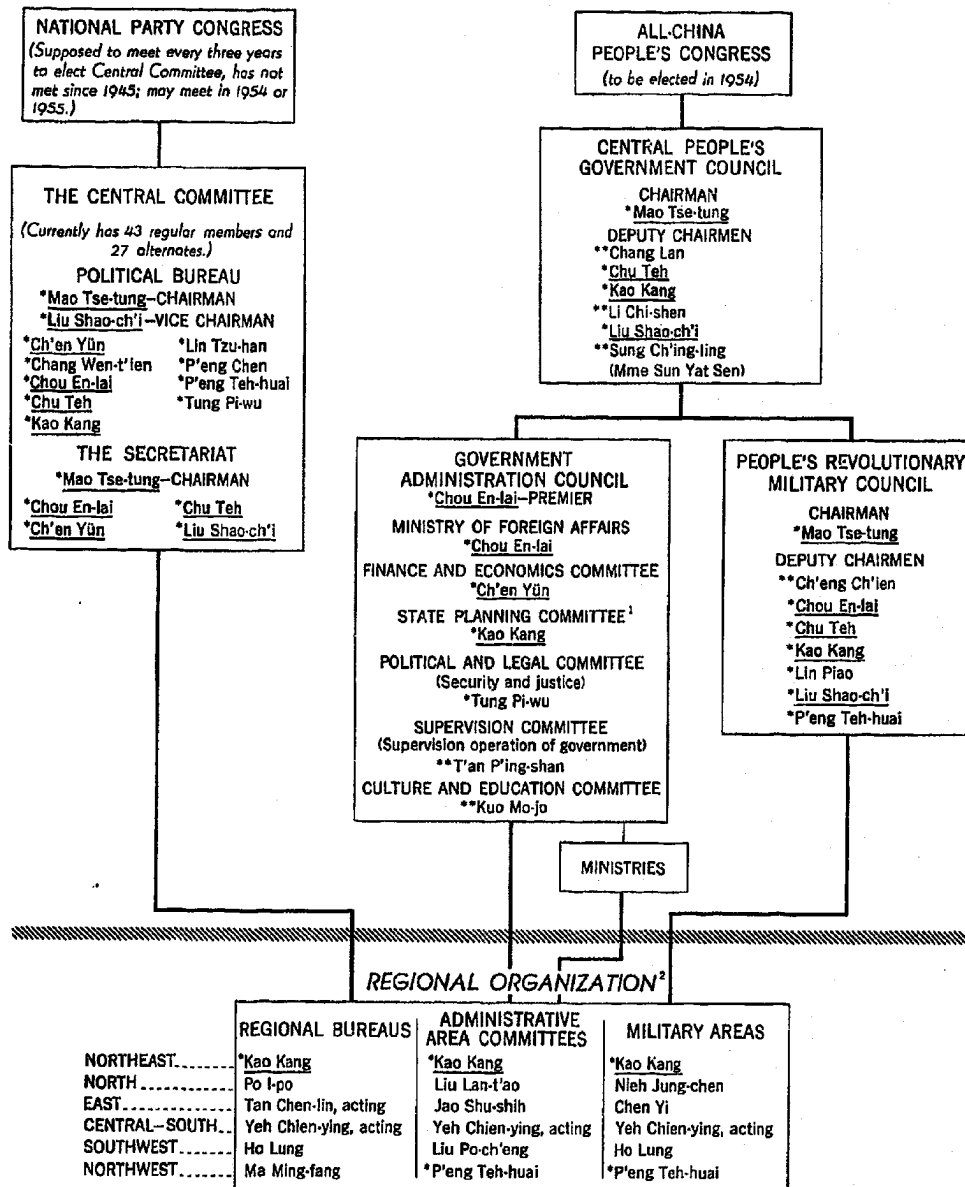 NATIONAL PARTY CONGRESS
(Supposed to meet every three years
to elect Central Committee, has not
met since 1945; may meet in 1954 or
1955.)
THE CENTRAL COMMITTEE
(Currently has 43 regular members and
27 alternates.)
POLITICAL BUREAU
*Mao Tse-tung—CHAIRMAN
*Liu Shao-ch'i—VICE CHAIRMAN
*Ch'en Yün *Lin Tzu-han
*Chang Wen-t'ien *P'eng Chen
*Chou En-lai *P'eng Teh-huai
*Chu Teh *Tung Pi-wu
*Kao Kang
THE SECRETARIAT
*Mao Tse-tung—CHAIRMAN
*Chou En-lai *Chu Teh
*Ch'en Yün *Liu Shao-ch'i
ALL-CHINA
PEOPLE'S CONGRESS
(to be elected in 1954)
CENTRAL PEOPLE'S
GOVERNMENT COUNCIL
CHAIRMAN
*Mao Tse-tung
DEPUTY CHAIRMEN
**Chang Lan
*Chu Teh
*Kao Kang
**Li Chi-shen
*Liu Shao-ch'i
**Sung Ch'ing-ling
(Mme Sun Yat Sen)
GOVERNMENT
ADMINISTRATION COUNCIL
*Chou En-lai—PREMIER
MINISTRY OF FOREIGN AFFAIRS
*Chou En-lai
FINANCE AND ECONOMICS COMMITTEE
*Ch'en Yün
STATE PLANNING COMMITTEE¹
*Kao Kang
POLITICAL AND LEGAL COMMITTEE
(Security and justice)
*Tung Pi-wu
SUPERVISION COMMITTEE
(Supervision operation of government)
**T'an P'ing-shan
CULTURE AND EDUCATION COMMITTEE
**Kuo Mo-jo
MINISTRIES
PEOPLE'S REVOLUTIONARY
MILITARY COUNCIL
CHAIRMAN
*Mao Tse-tung
DEPUTY CHAIRMEN
**Ch'eng Ch'ien
*Chou En-lai
*Chu Teh
*Kao Kang
*Lin Piao
*Liu Shao-ch'i
*P'eng Teh-huai
REGIONAL ORGANIZATION²
REGIONAL BUREAUS ADMINISTRATIVE AREA COMMITTEES MILITARY AREAS
NORTHEAST *Kao Kang *Kao Kang *Kao Kang
NORTH Po I-po Liu Lan-t'ao Nieh Jung-chen
EAST Tan Chen-lin, acting Jao Shu-shih Chen Yi
CENTRAL-SOUTH Yeh Chien-ying, acting Yeh Chien-ying, acting Yeh Chien-ying, acting
SOUTHWEST Ho Lung Liu Po-ch'eng Ho Lung
NORTHWEST Ma Ming-fang *P'eng Teh-huai *P'eng Teh-huai